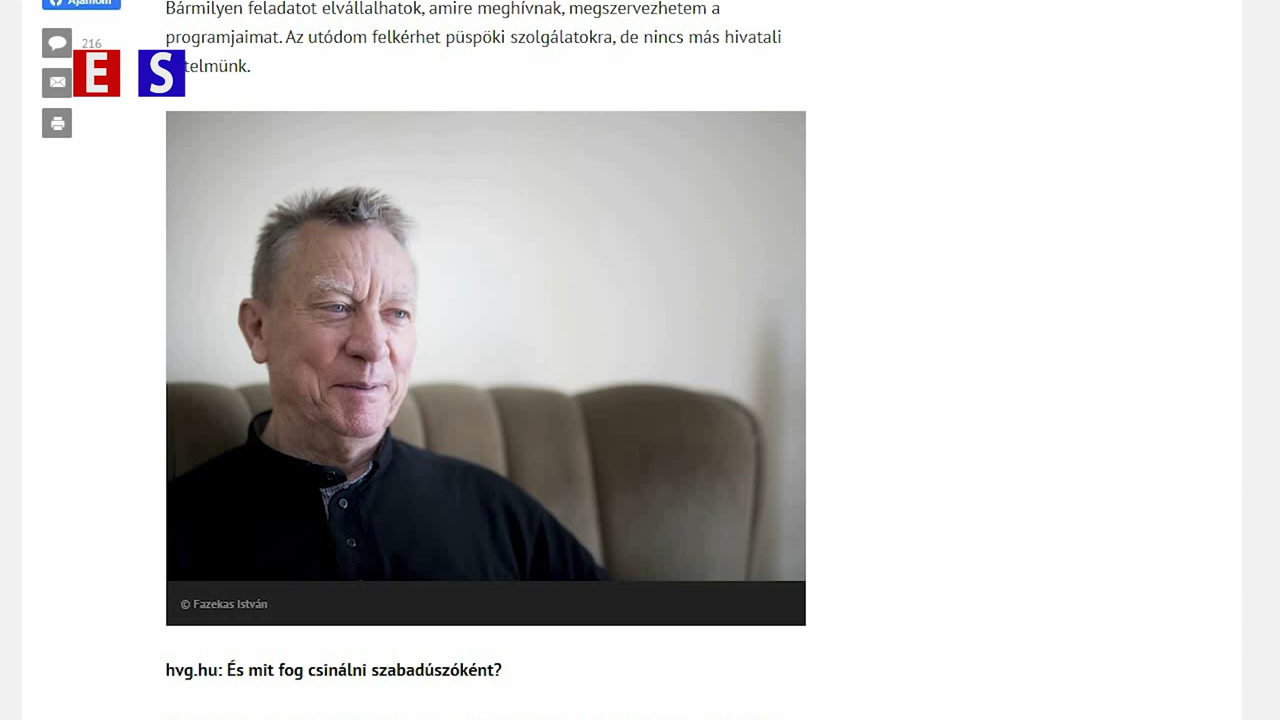 Ajánlom
Bármilyen feladatot elvállalhatok, amire meghívnak, megszervezhetem a
216
programjaimat. Az utódom felkérhet püspöki szolgálatokra, de nincs más hivatali
E S
telmünk.
© Fazekas István
hvg.hu: És mit fog csinálni szabadúszóként?